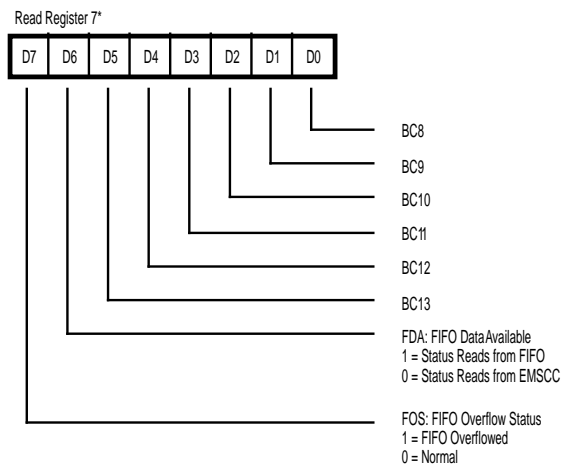 Read Register 7*
D7 D6 D5 D4 D3 D2 D1 D0
BC8
BC9
BC10
BC11
BC12
BC13
FDA: FIFO DataAvailable
1 = Status Reads from FIFO
0 = Status Reads from EMSCC
FOS: FIFO Overflow Status
1 = FIFO Overflowed
0 = Normal